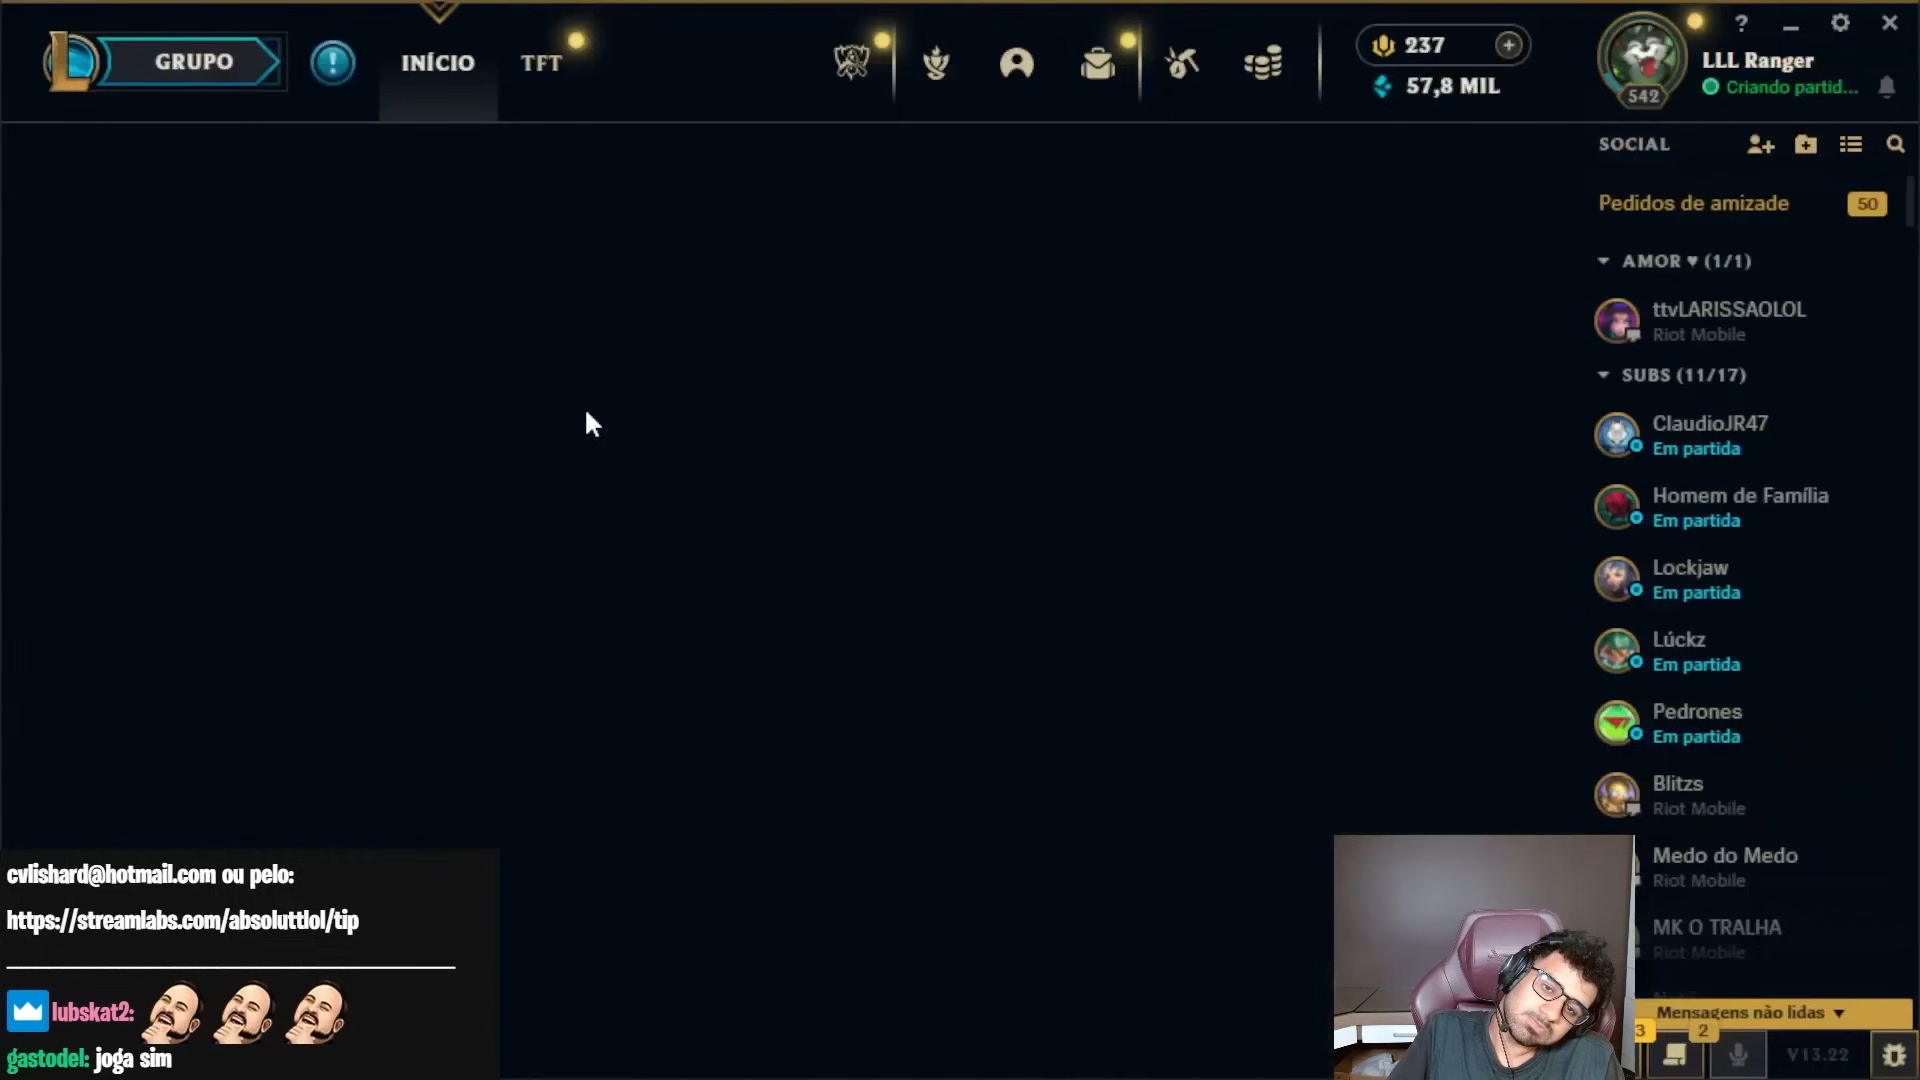 GRUPO
INÍCIO
TFT
237
57,8 MIL
542
?
LLL Ranger
Criando partid...
SOCIAL
Pedidos de amizade
50
AMOR ♥ (1/1)
ttvLARISSAOLOL
Riot Mobile
SUBS (11/17)
ClaudioJR47
Em partida
Homem de Família
Em partida
Lockjaw
Em partida
Lúckz
Em partida
Pedrones
Em partida
Blitzs
Riot Mobile
Medo do Medo
Riot Mobile
MK O TRALHA
Riot Mobile
Mensagens não lidas ▼
3
2
V13.22
cvlishard@hotmail.com ou pelo:
https://streamlabs.com/absoluttlol/tip
lubskat2:
gastodel: joga sim